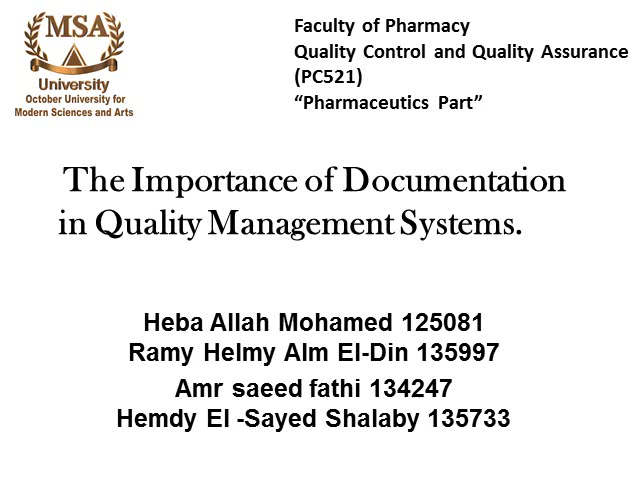 MSA
University
October University for
Modern Sciences and Arts
Faculty of Pharmacy
Quality Control and Quality Assurance
(PC521)
“Pharmaceutics Part”
The Importance of Documentation
in Quality Management Systems.
Heba Allah Mohamed 125081
Ramy Helmy Alm El-Din 135997
Amr saeed fathi 134247
Hemdy El -Sayed Shalaby 135733